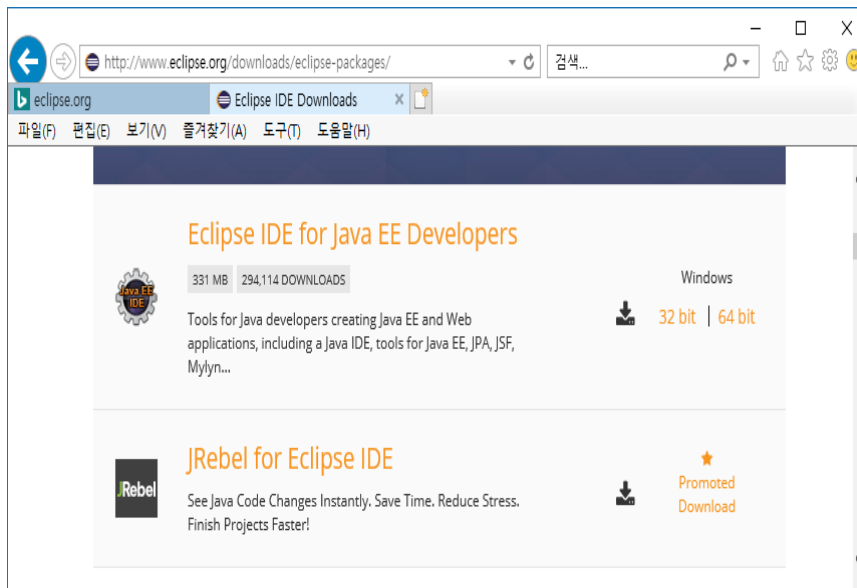 http://www.eclipse.org/downloads/eclipse-packages/
검색...
eclipse.org
Eclipse IDE Downloads
파일(F) 편집(E) 보기(V) 즐겨찾기(A) 도구(T) 도움말(H)
Eclipse IDE for Java EE Developers
331 MB 294,114 DOWNLOADS
Java EE
IDE
Tools for Java developers creating Java EE and Web
applications, including a Java IDE, tools for Java EE, JPA, JSF,
Mylyn...
Windows
32 bit | 64 bit
JRebel for Eclipse IDE
JRebel
See Java Code Changes Instantly. Save Time. Reduce Stress.
Finish Projects Faster!
Promoted
Download